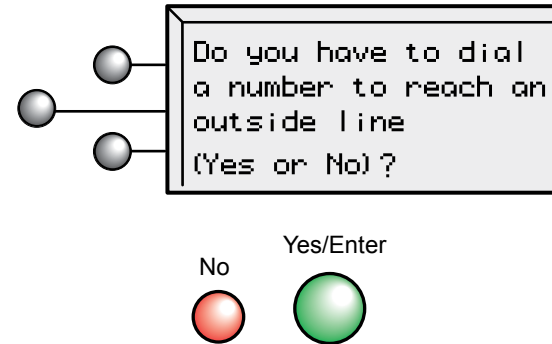 Do you have to dial
a number to reach an
outside line
(Yes or No)?
No
Yes/Enter